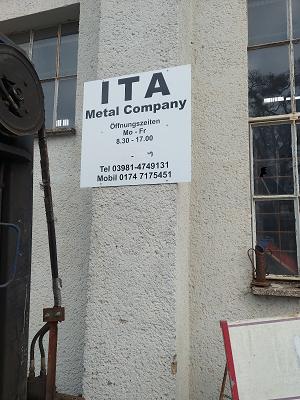 ITA
Metal Company
Öffnungszeiten
Mo - Fr
8.30 - 17.00
Tel 03981-4749131
Mobil 0174 7175451